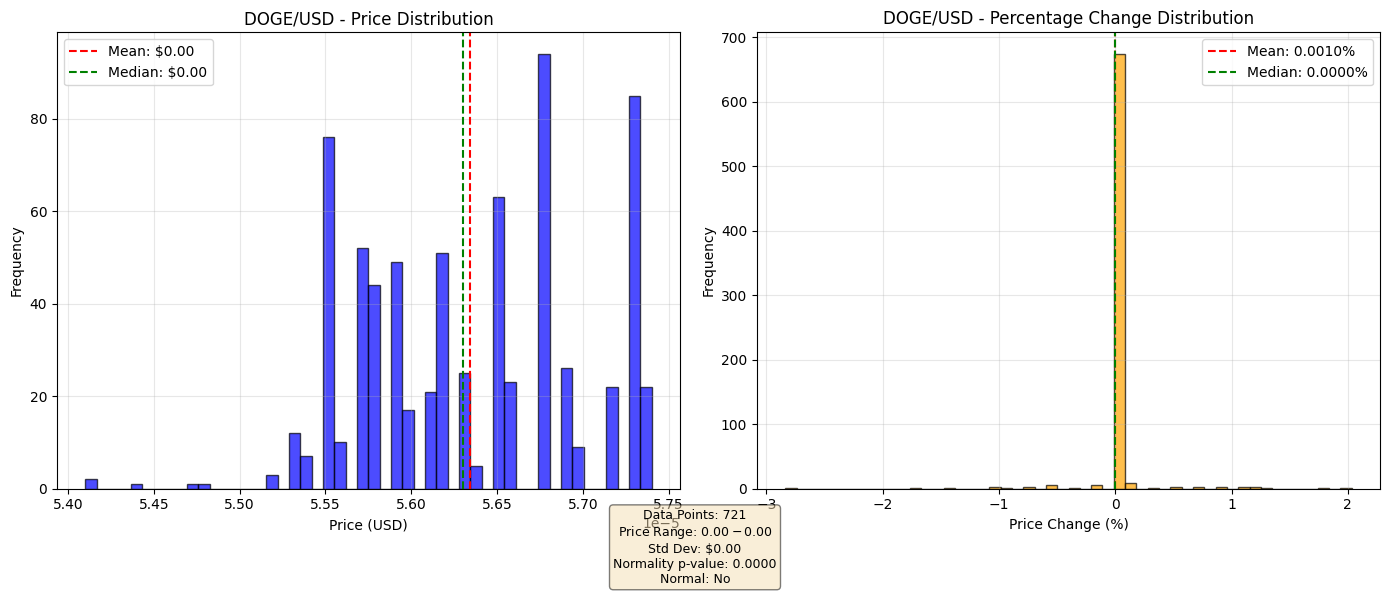 DOGE/USD - Price Distribution
Mean: $0.00
Median: $0.00
Frequency
0
20
40
60
80
5.40
5.45
5.50
5.55
5.60
5.65
5.70
5.75
1e−5
Price (USD)
DOGE/USD - Percentage Change Distribution
Mean: 0.0010%
Median: 0.0000%
Frequency
0
100
200
300
400
500
600
700
−3
−2
−1
0
1
2
Price Change (%)
Data Points: 721
Price Range: 0.00 − 0.00
Std Dev: $0.00
Normality p-value: 0.0000
Normal: No